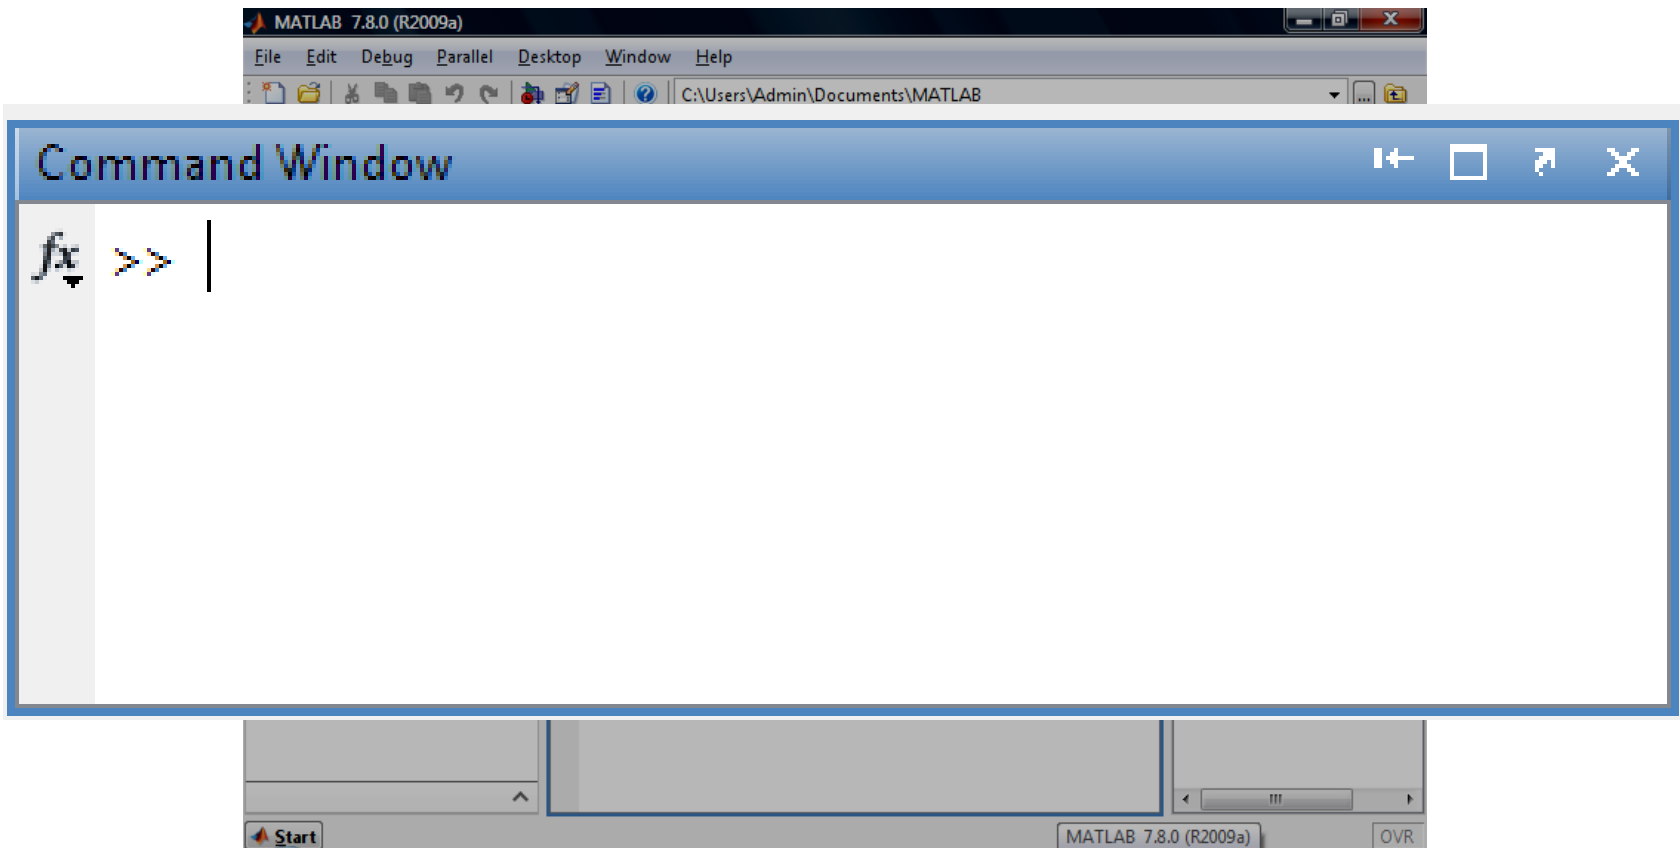 MATLAB 7.8.0 (R2009a)
File Edit Debug Parallel Desktop Window Help
C:\Users\Admin\Documents\MATLAB ...
Command Window
fx >>
Start MATLAB 7.8.0 (R2009a) OVR